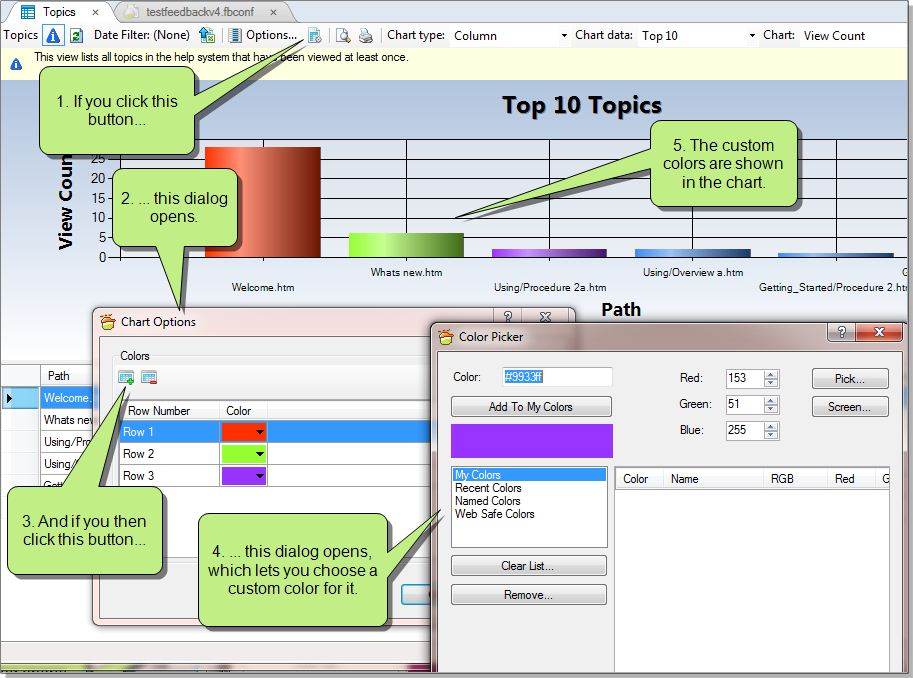 Topics
testfeedbackv4.fbconf
Topics Date Filter: (None) Options... Chart type: Column Chart data: Top 10 Chart: View Count
This view lists all topics in the help system that have been viewed at least once.
1. If you click this
button...
Top 10 Topics
5. The custom
colors are shown
in the chart.
View Coun
25
20
15
10
5
0
2. ... this dialog
opens.
Whats new.htm
Using/Overview a.htm
Welcome.htm
Using/Procedure 2a.htm
Getting_Started/Procedure 2.htm
G
Path
Chart Options
Color Picker
Colors
Color: #9933ff
Red: 153
Pick...
Add To My Colors
Green: 51
Screen...
Blue: 255
Path
Welcome.
Whats new
Using/Pro
Using/
Row Number Color
Row 1
Row 2
Row 3
My Colors
Recent Colors
Named Colors
Web Safe Colors
Color Name RGB Red G
3. And if you then
click this button...
4. ... this dialog opens,
which lets you choose a
custom color for it.
Clear List...
Remove...